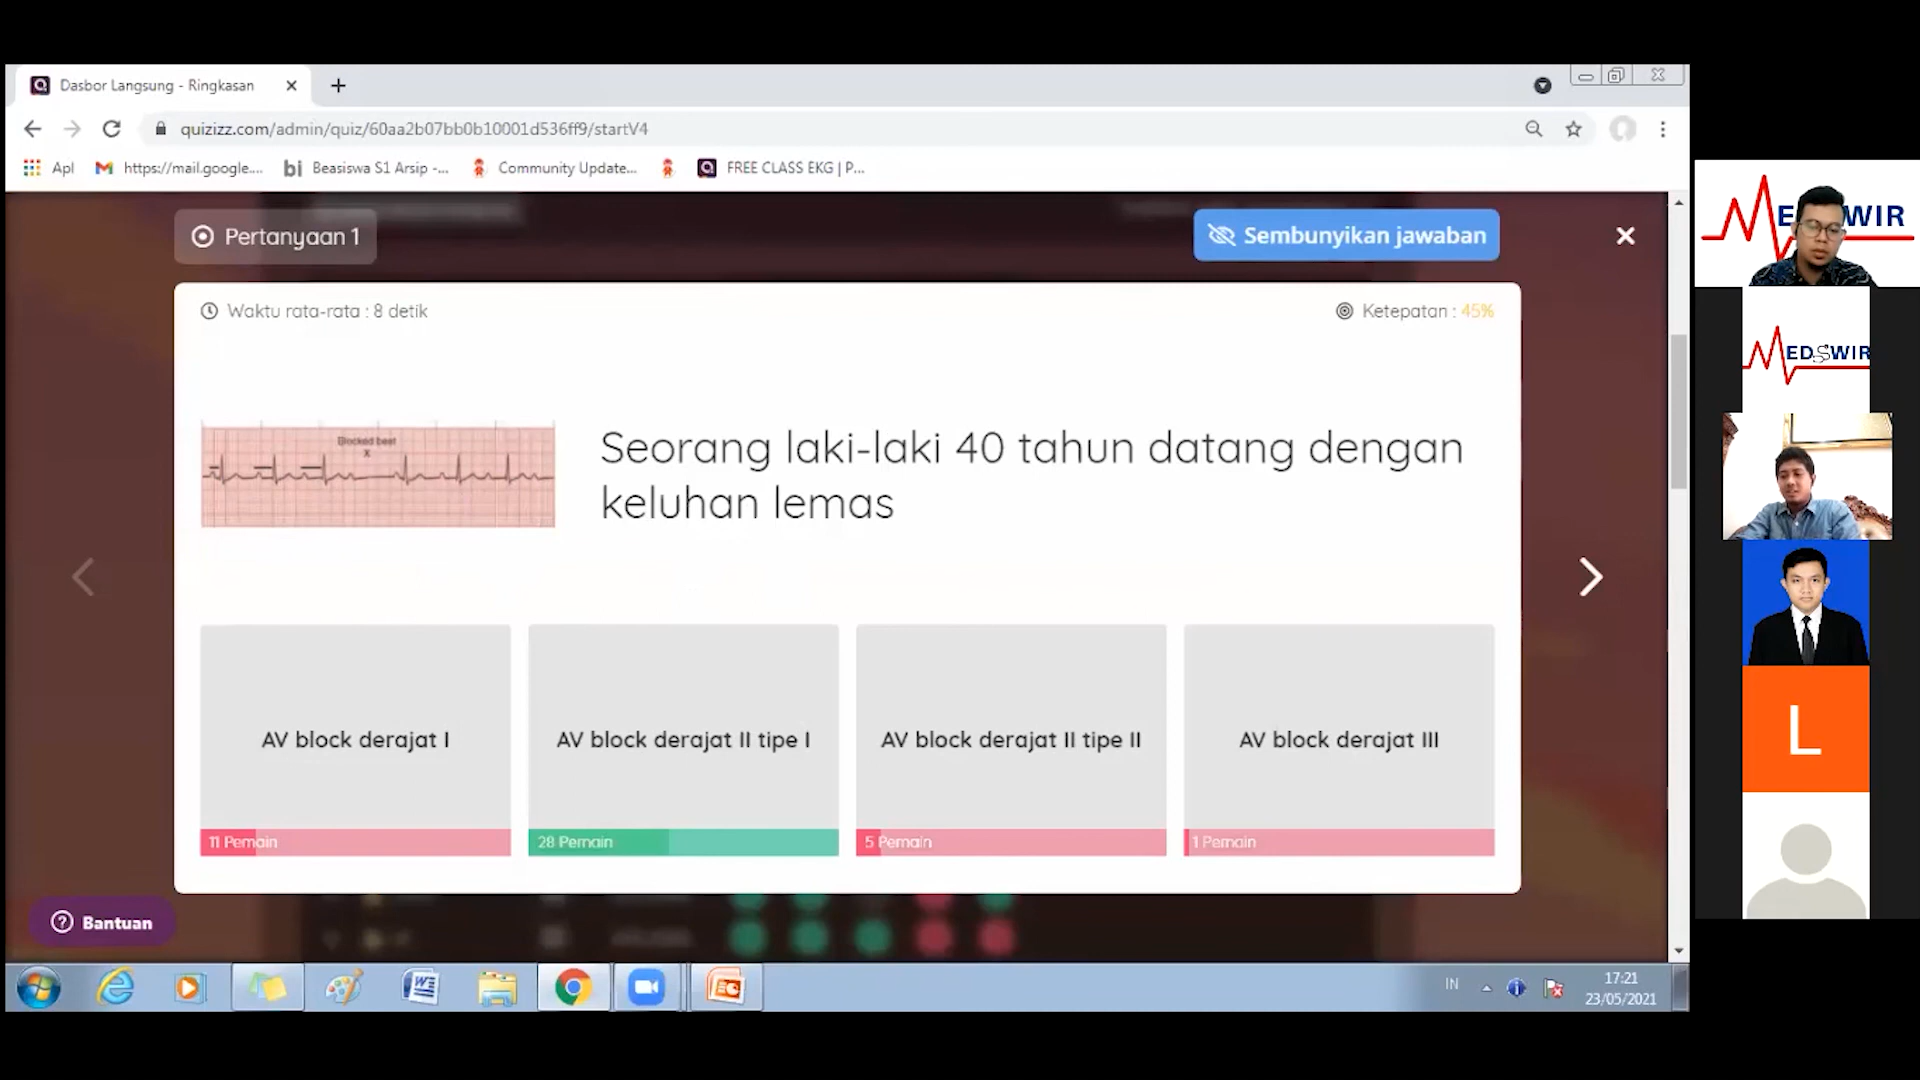 Dasbor Langsung - Ringkasan
quizizz.com/admin/quiz/60aa2b07bb0b10001d536ff9/startV4
Apl
https://mail.google....
Beasiswa S1 Arsip -...
Community Update...
FREE CLASS EKG | P...
Pertanyaan 1
Sembunyikan jawaban
Waktu rata-rata : 8 detik
Ketepatan : 45%
Blocked beat
X
Seorang laki-laki 40 tahun datang dengan
keluhan lemas
AV block derajat I
AV block derajat II tipe I
AV block derajat II tipe II
AV block derajat III
11 Pemain
28 Pemain
5 Pemain
1 Pemain
Bantuan
IN
17:21
23/05/2021
MEDSWIR
L